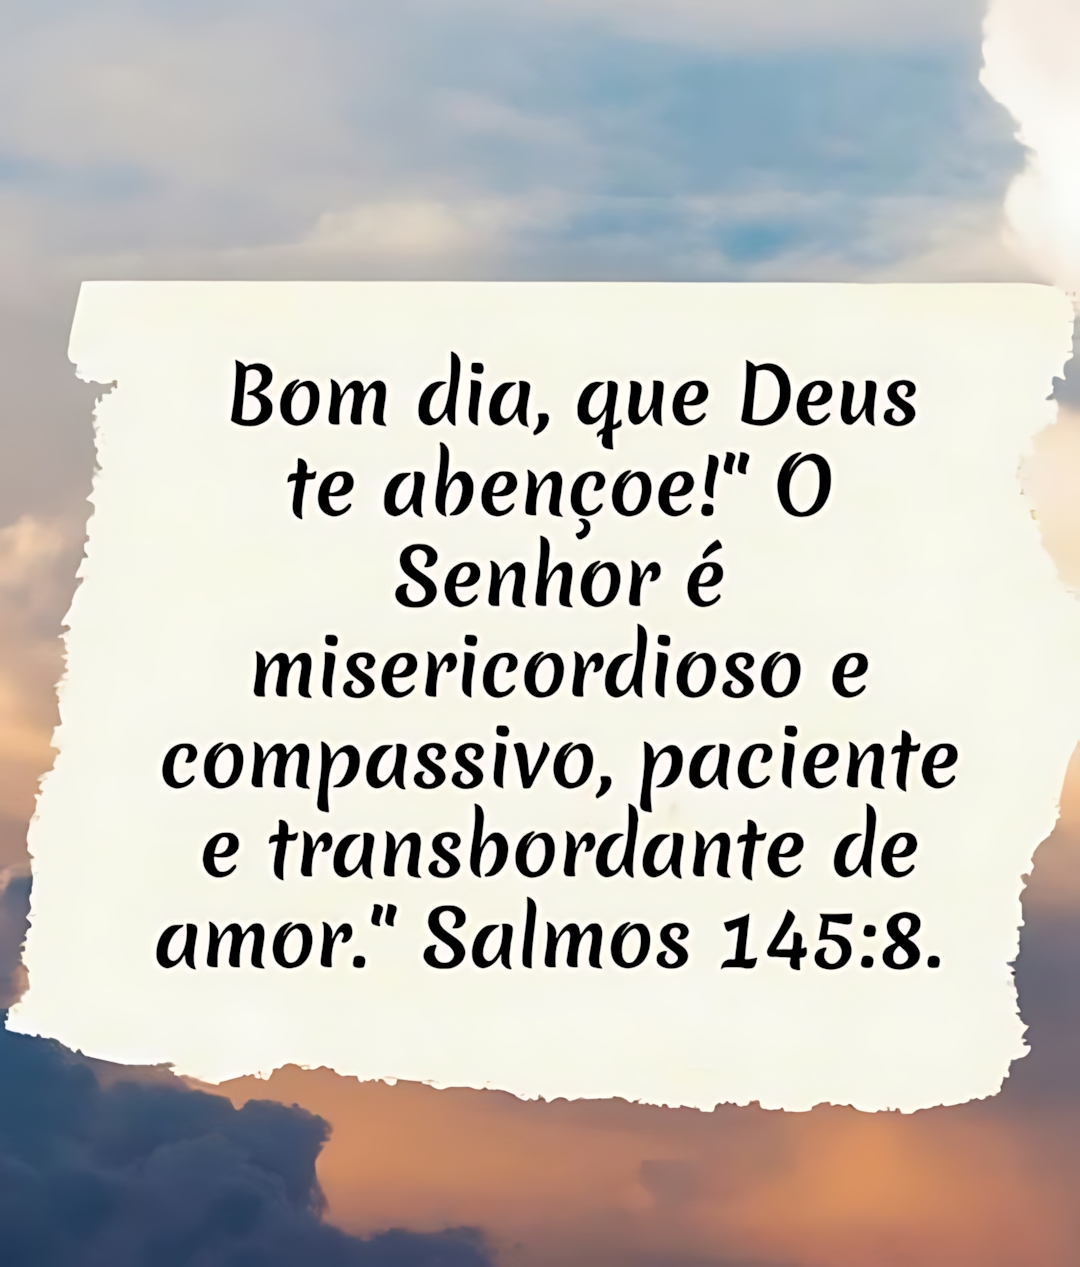 Bom dia, que Deus
te abençoe!" O
Senhor é
misericordioso e
compassivo, paciente
e transbordante de
amor." Salmos 145:8.